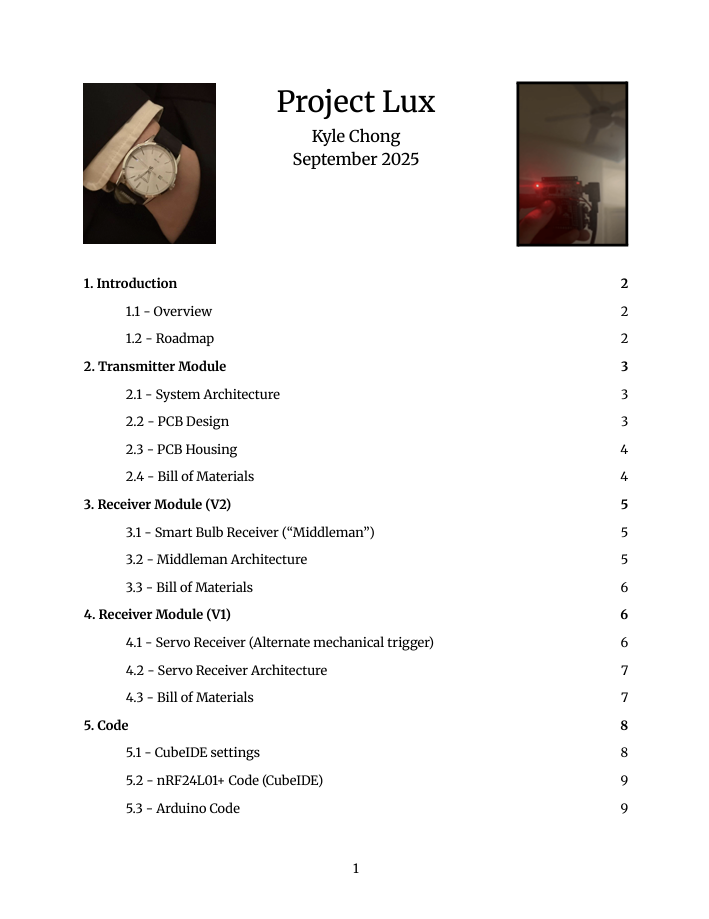 Project Lux
Kyle Chong
September 2025
1. Introduction 2
1.1 - Overview 2
1.2 - Roadmap 2
2. Transmitter Module 3
2.1 - System Architecture 3
2.2 - PCB Design 3
2.3 - PCB Housing 4
2.4 - Bill of Materials 4
3. Receiver Module (V2) 5
3.1 - Smart Bulb Receiver (“Middleman”) 5
3.2 - Middleman Architecture 5
3.3 - Bill of Materials 6
4. Receiver Module (V1) 6
4.1 - Servo Receiver (Alternate mechanical trigger) 6
4.2 - Servo Receiver Architecture 7
4.3 - Bill of Materials 7
5. Code 8
5.1 - CubeIDE settings 8
5.2 - nRF24L01+ Code (CubeIDE) 9
5.3 - Arduino Code 9
1